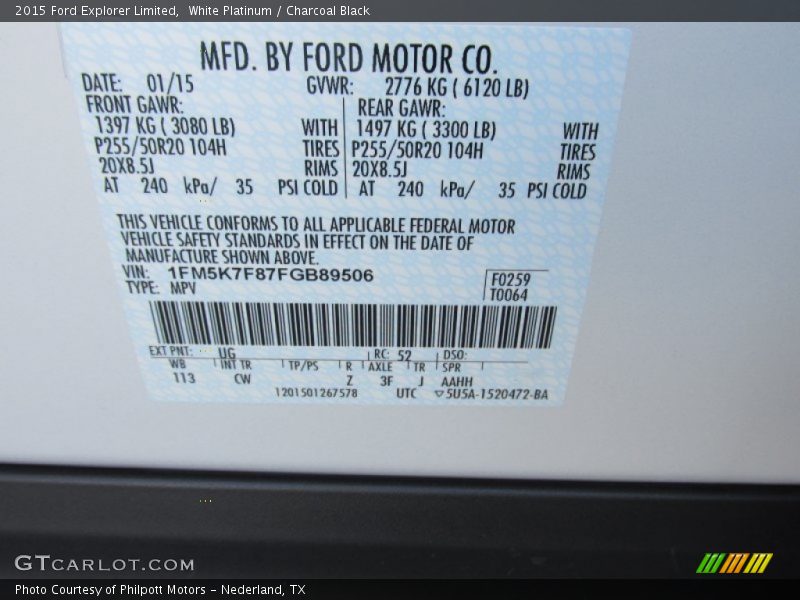 2015 Ford Explorer Limited, White Platinum / Charcoal Black
MFD. BY FORD MOTOR CO.
DATE: 01/15 GVWR: 2776 KG ( 6120 LB)
FRONT GAWR: REAR GAWR:
1397 KG ( 3080 LB) WITH 1497 KG ( 3300 LB) WITH
P255/50R20 104H TIRES P255/50R20 104H TIRES
20X8.5J RIMS 20X8.5J RIMS
AT 240 kPa/ 35 PSI COLD AT 240 kPa/ 35 PSI COLD
THIS VEHICLE CONFORMS TO ALL APPLICABLE FEDERAL MOTOR
VEHICLE SAFETY STANDARDS IN EFFECT ON THE DATE OF
MANUFACTURE SHOWN ABOVE.
VIN: 1FM5K7F87FGB89506 F0259
TYPE: MPV T0064
EXT PNT: UG RC: 52 DSO:
WB INT TR TP/PS R AXLE TR SPR
113 CW Z 3F J AAHH
1201501267578 UTC ▽5U5A-1520472-BA
GTCARLOT.COM
Photo Courtesy of Philpott Motors - Nederland, TX